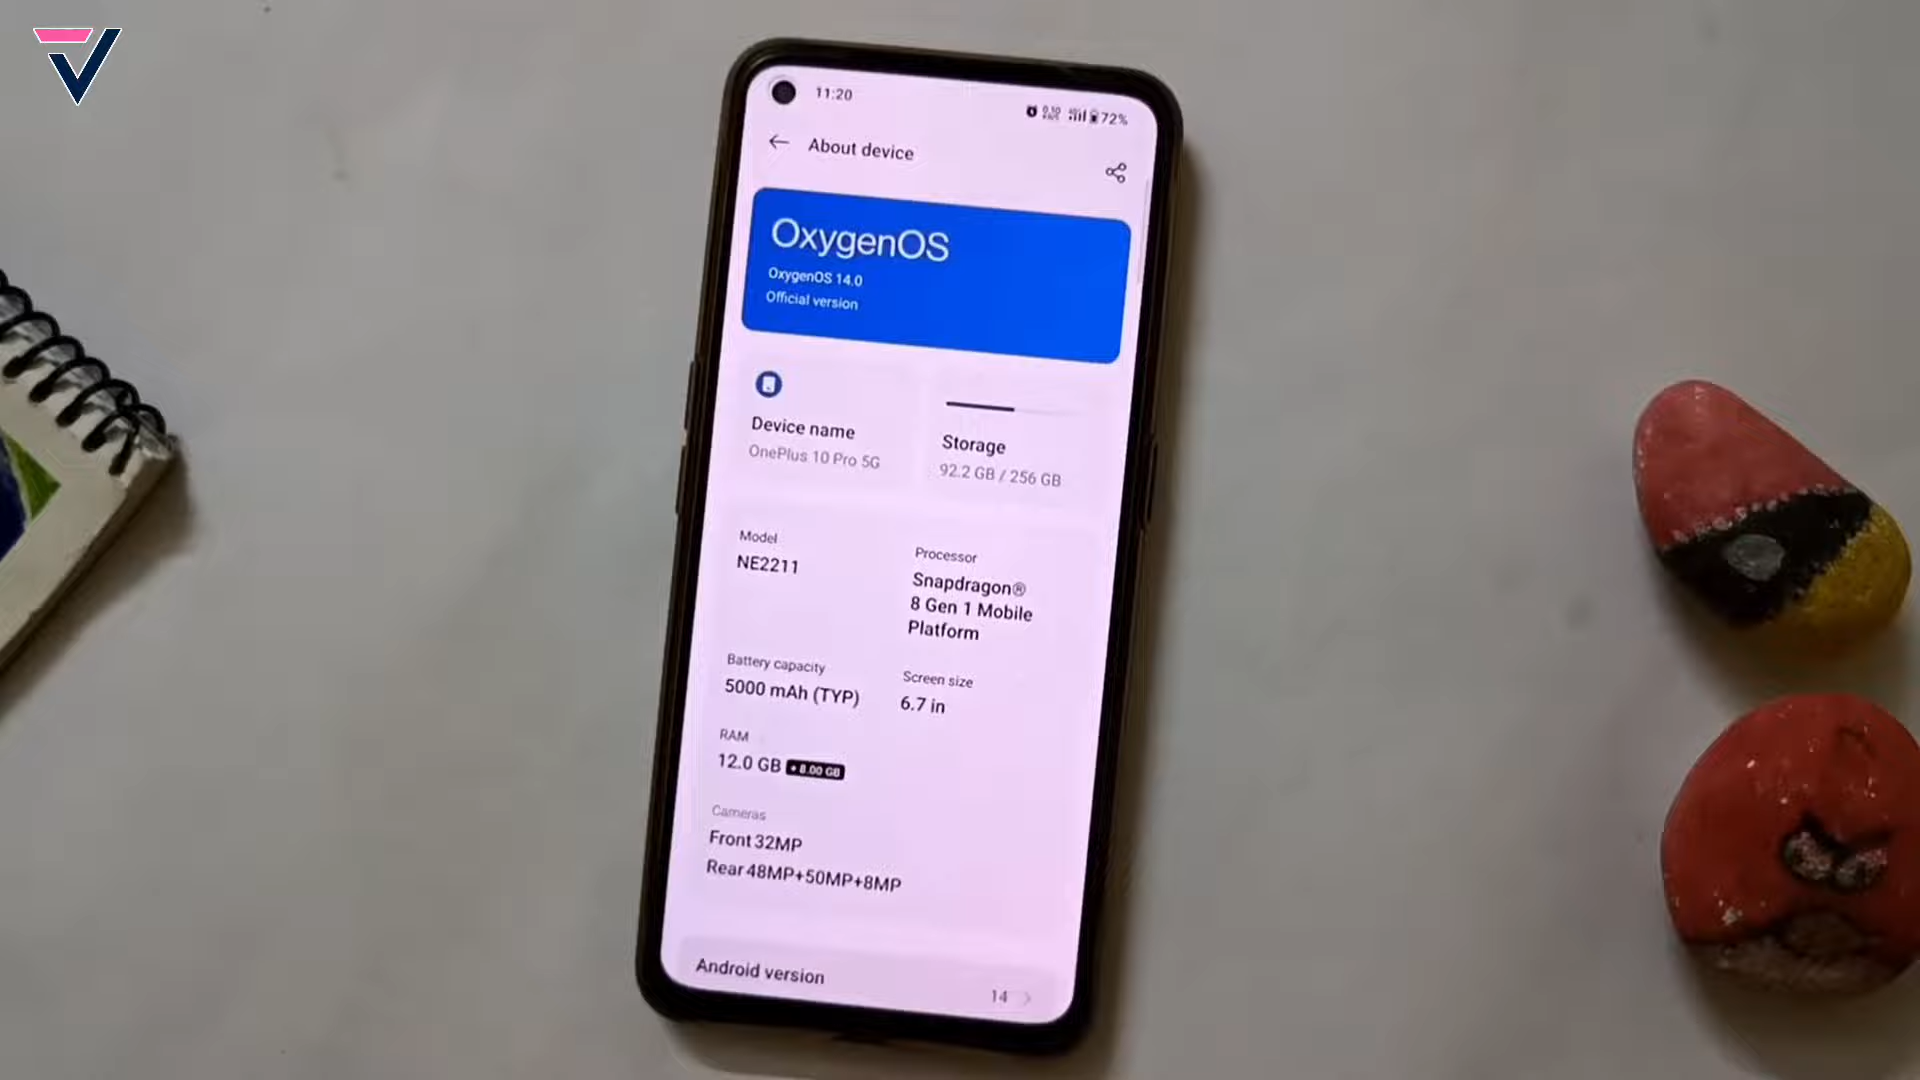 11:20
72%
About device
OxygenOS
OxygenOS 14.0
Official version
Device name
OnePlus 10 Pro 5G
Storage
92.2 GB / 256 GB
Model
NE2211
Processor
Snapdragon®
8 Gen 1 Mobile
Platform
Battery capacity
5000 mAh (TYP)
Screen size
6.7 in
RAM
12.0 GB + 8.00 GB
Cameras
Front 32MP
Rear 48MP+50MP+8MP
Android version
14